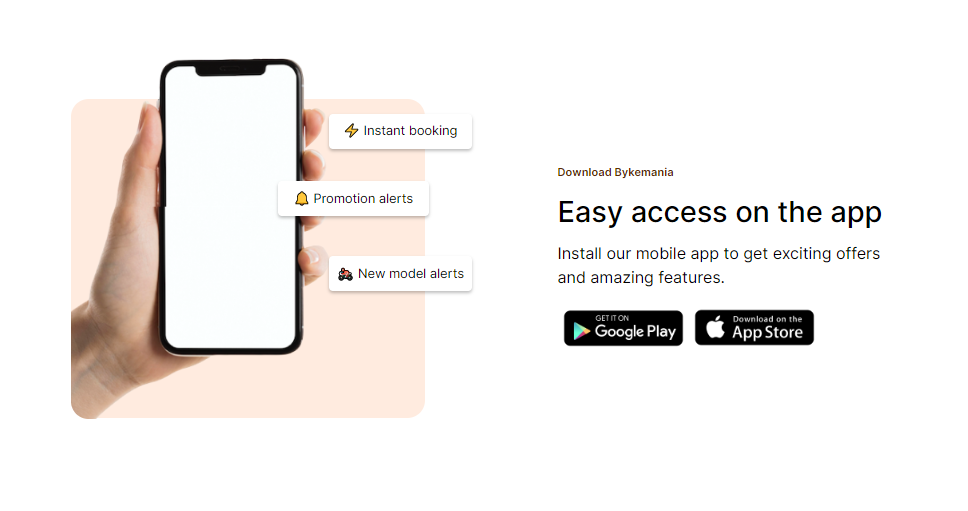 Instant booking
Promotion alerts
New model alerts
Download Bykemania
Easy access on the app
Install our mobile app to get exciting offers
and amazing features.
GET IT ON
Google Play
Download on the
App Store